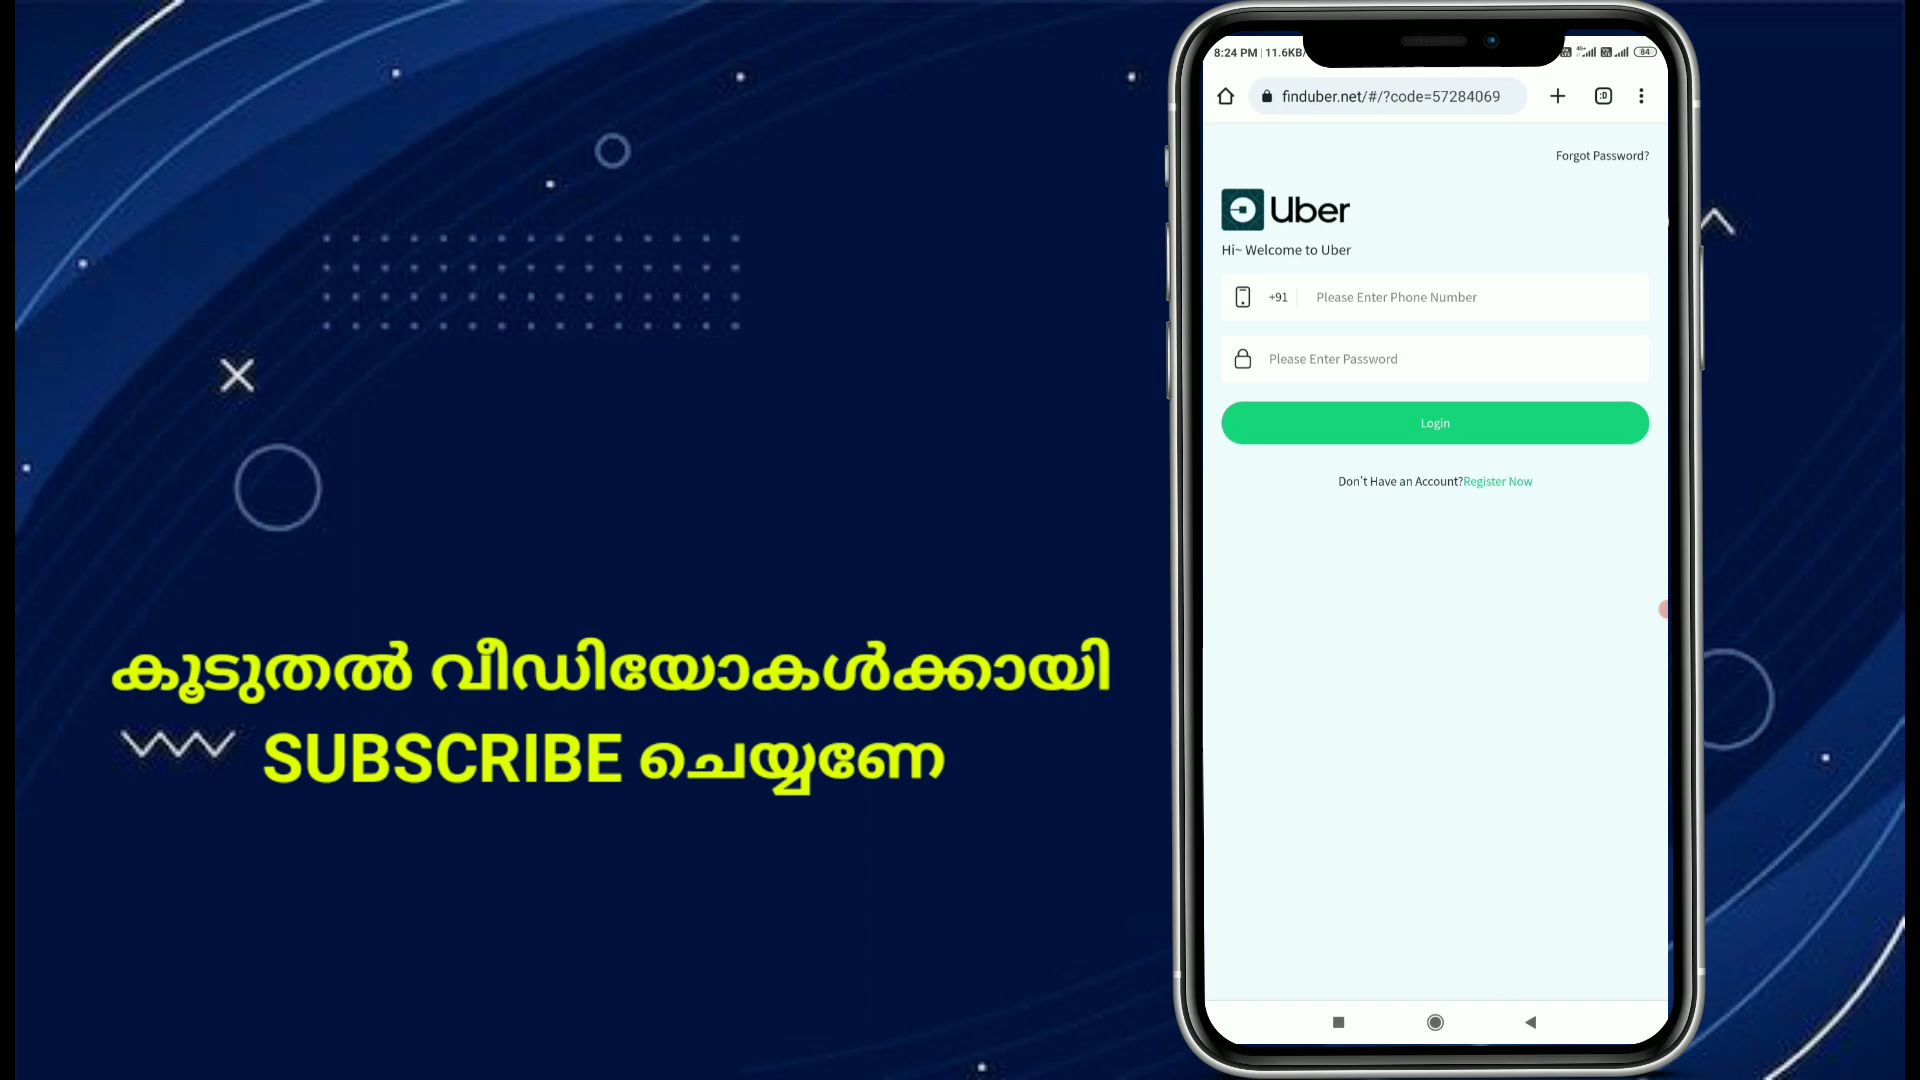 8:24 PM | 11.6KB/
84
finduber.net/#/?code=57284069
:D
Forgot Password?
Uber
Hi~ Welcome to Uber
+91 Please Enter Phone Number
Please Enter Password
Login
Don't Have an Account?Register Now
കൂടുതൽ വീഡിയോകൾക്കായി
SUBSCRIBE ചെയ്യണേ